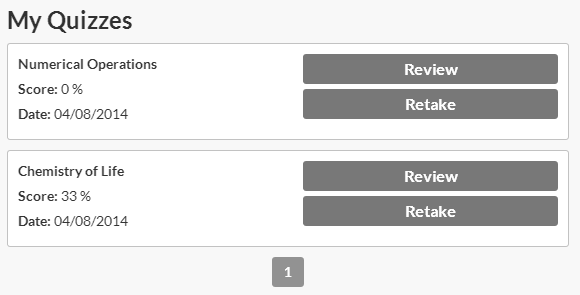 My Quizzes
Numerical Operations
Score: 0 %
Date: 04/08/2014
Review
Retake
Chemistry of Life
Score: 33 %
Date: 04/08/2014
Review
Retake
1